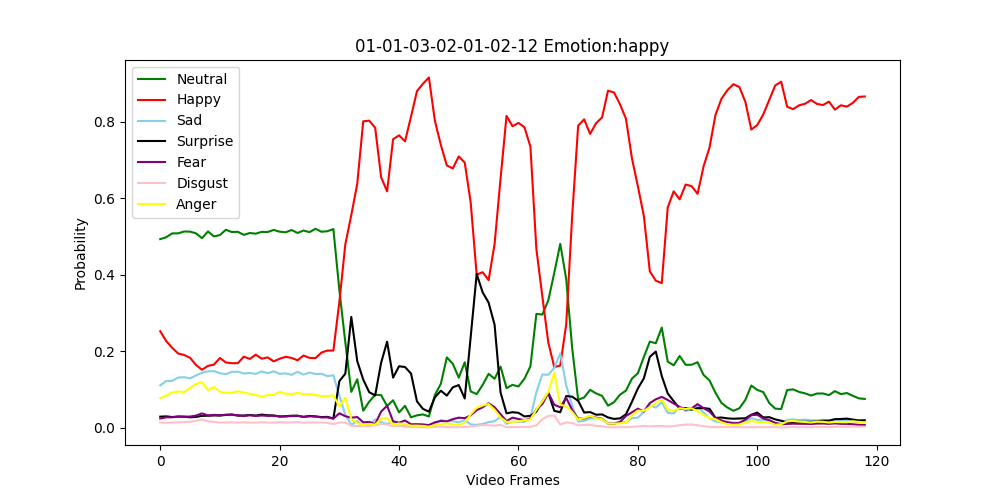 01-01-03-02-01-02-12 Emotion:happy
Neutral
Happy
Sad
Surprise
Fear
Disgust
Anger
Probability
0.8
0.6
0.4
0.2
0.0
0 20 40 60 80 100 120
Video Frames